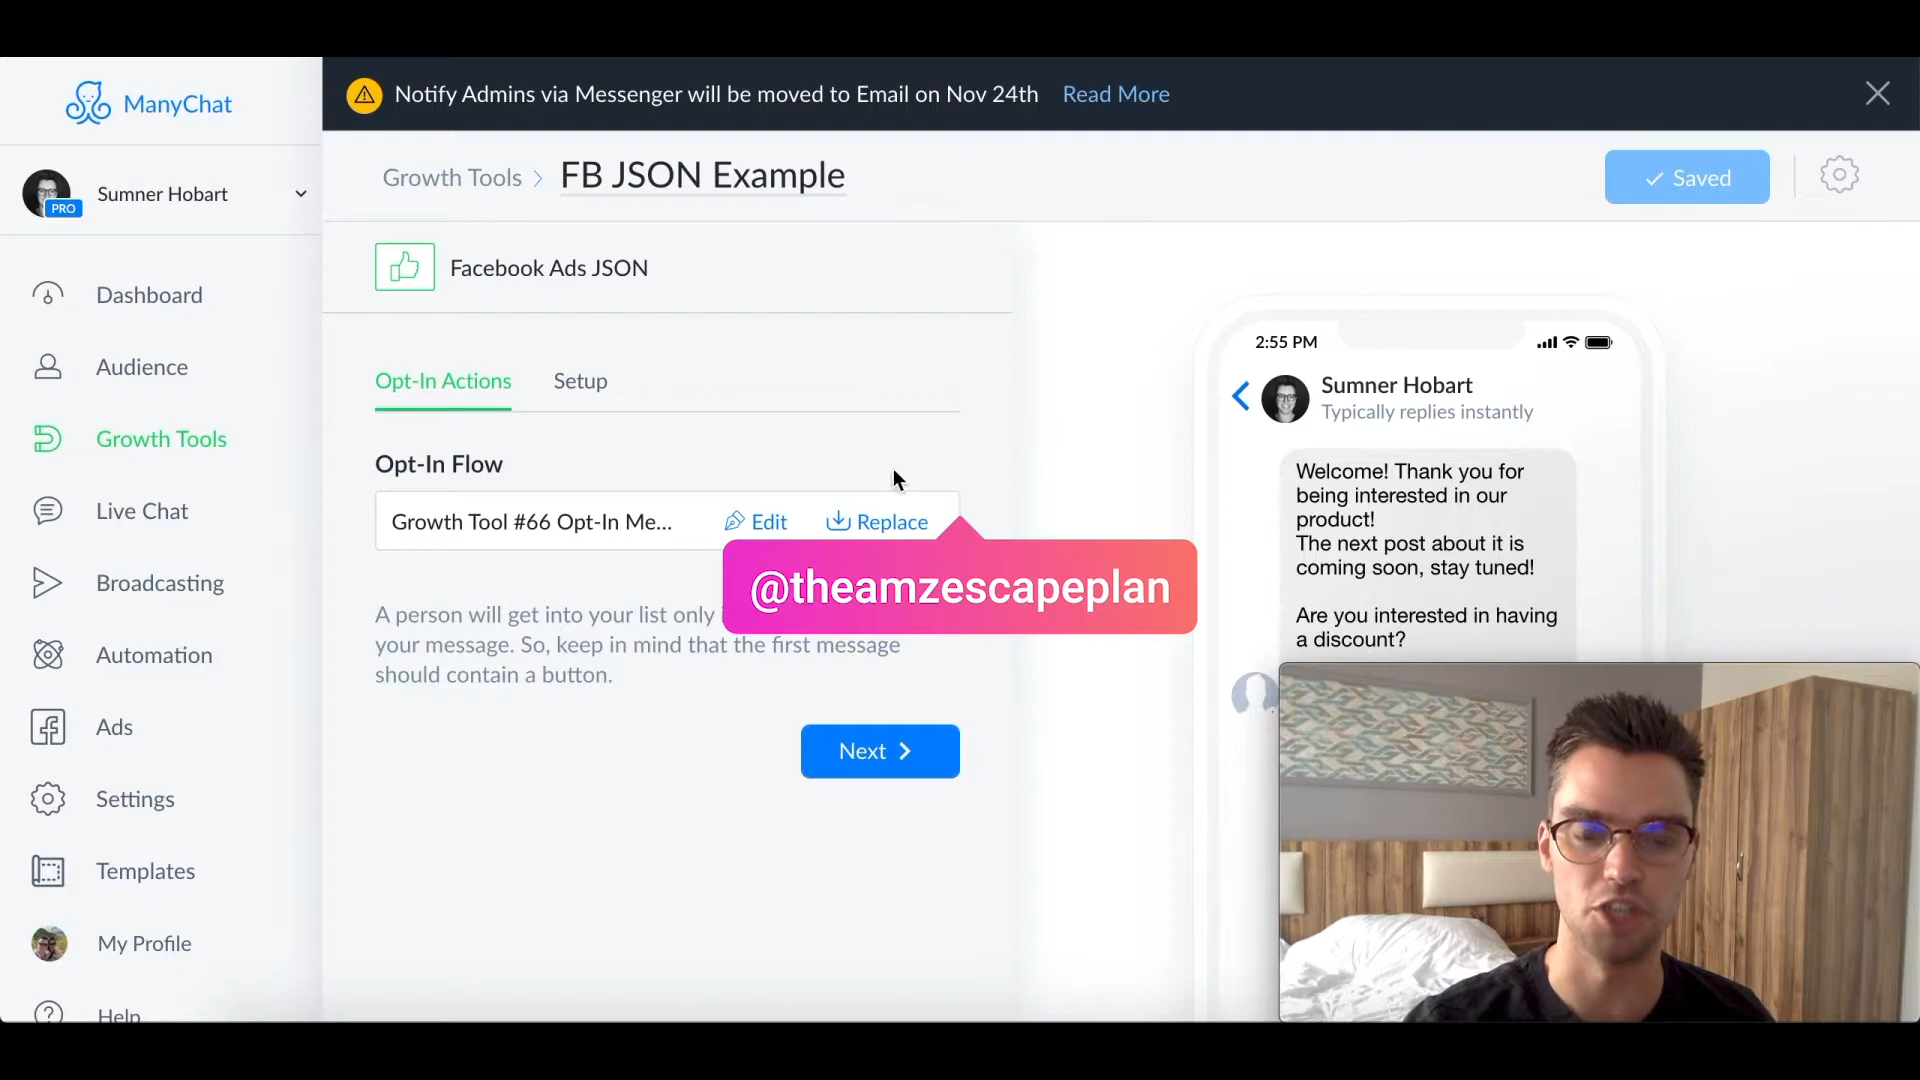 ManyChat
Notify Admins via Messenger will be moved to Email on Nov 24th Read More
PRO
Sumner Hobart
Growth Tools > FB JSON Example
Saved
Facebook Ads JSON
Dashboard
Audience
Growth Tools
Live Chat
Broadcasting
Automation
Ads
Settings
Templates
My Profile
Help
Opt-In Actions
Setup
Opt-In Flow
Growth Tool #66 Opt-In Me...
Edit
Replace
@theamzescapeplan
A person will get into your list only
your message. So, keep in mind that the first message
should contain a button.
Next
2:55 PM
Sumner Hobart
Typically replies instantly
Welcome! Thank you for
being interested in our
product!
The next post about it is
coming soon, stay tuned!
Are you interested in having
a discount?